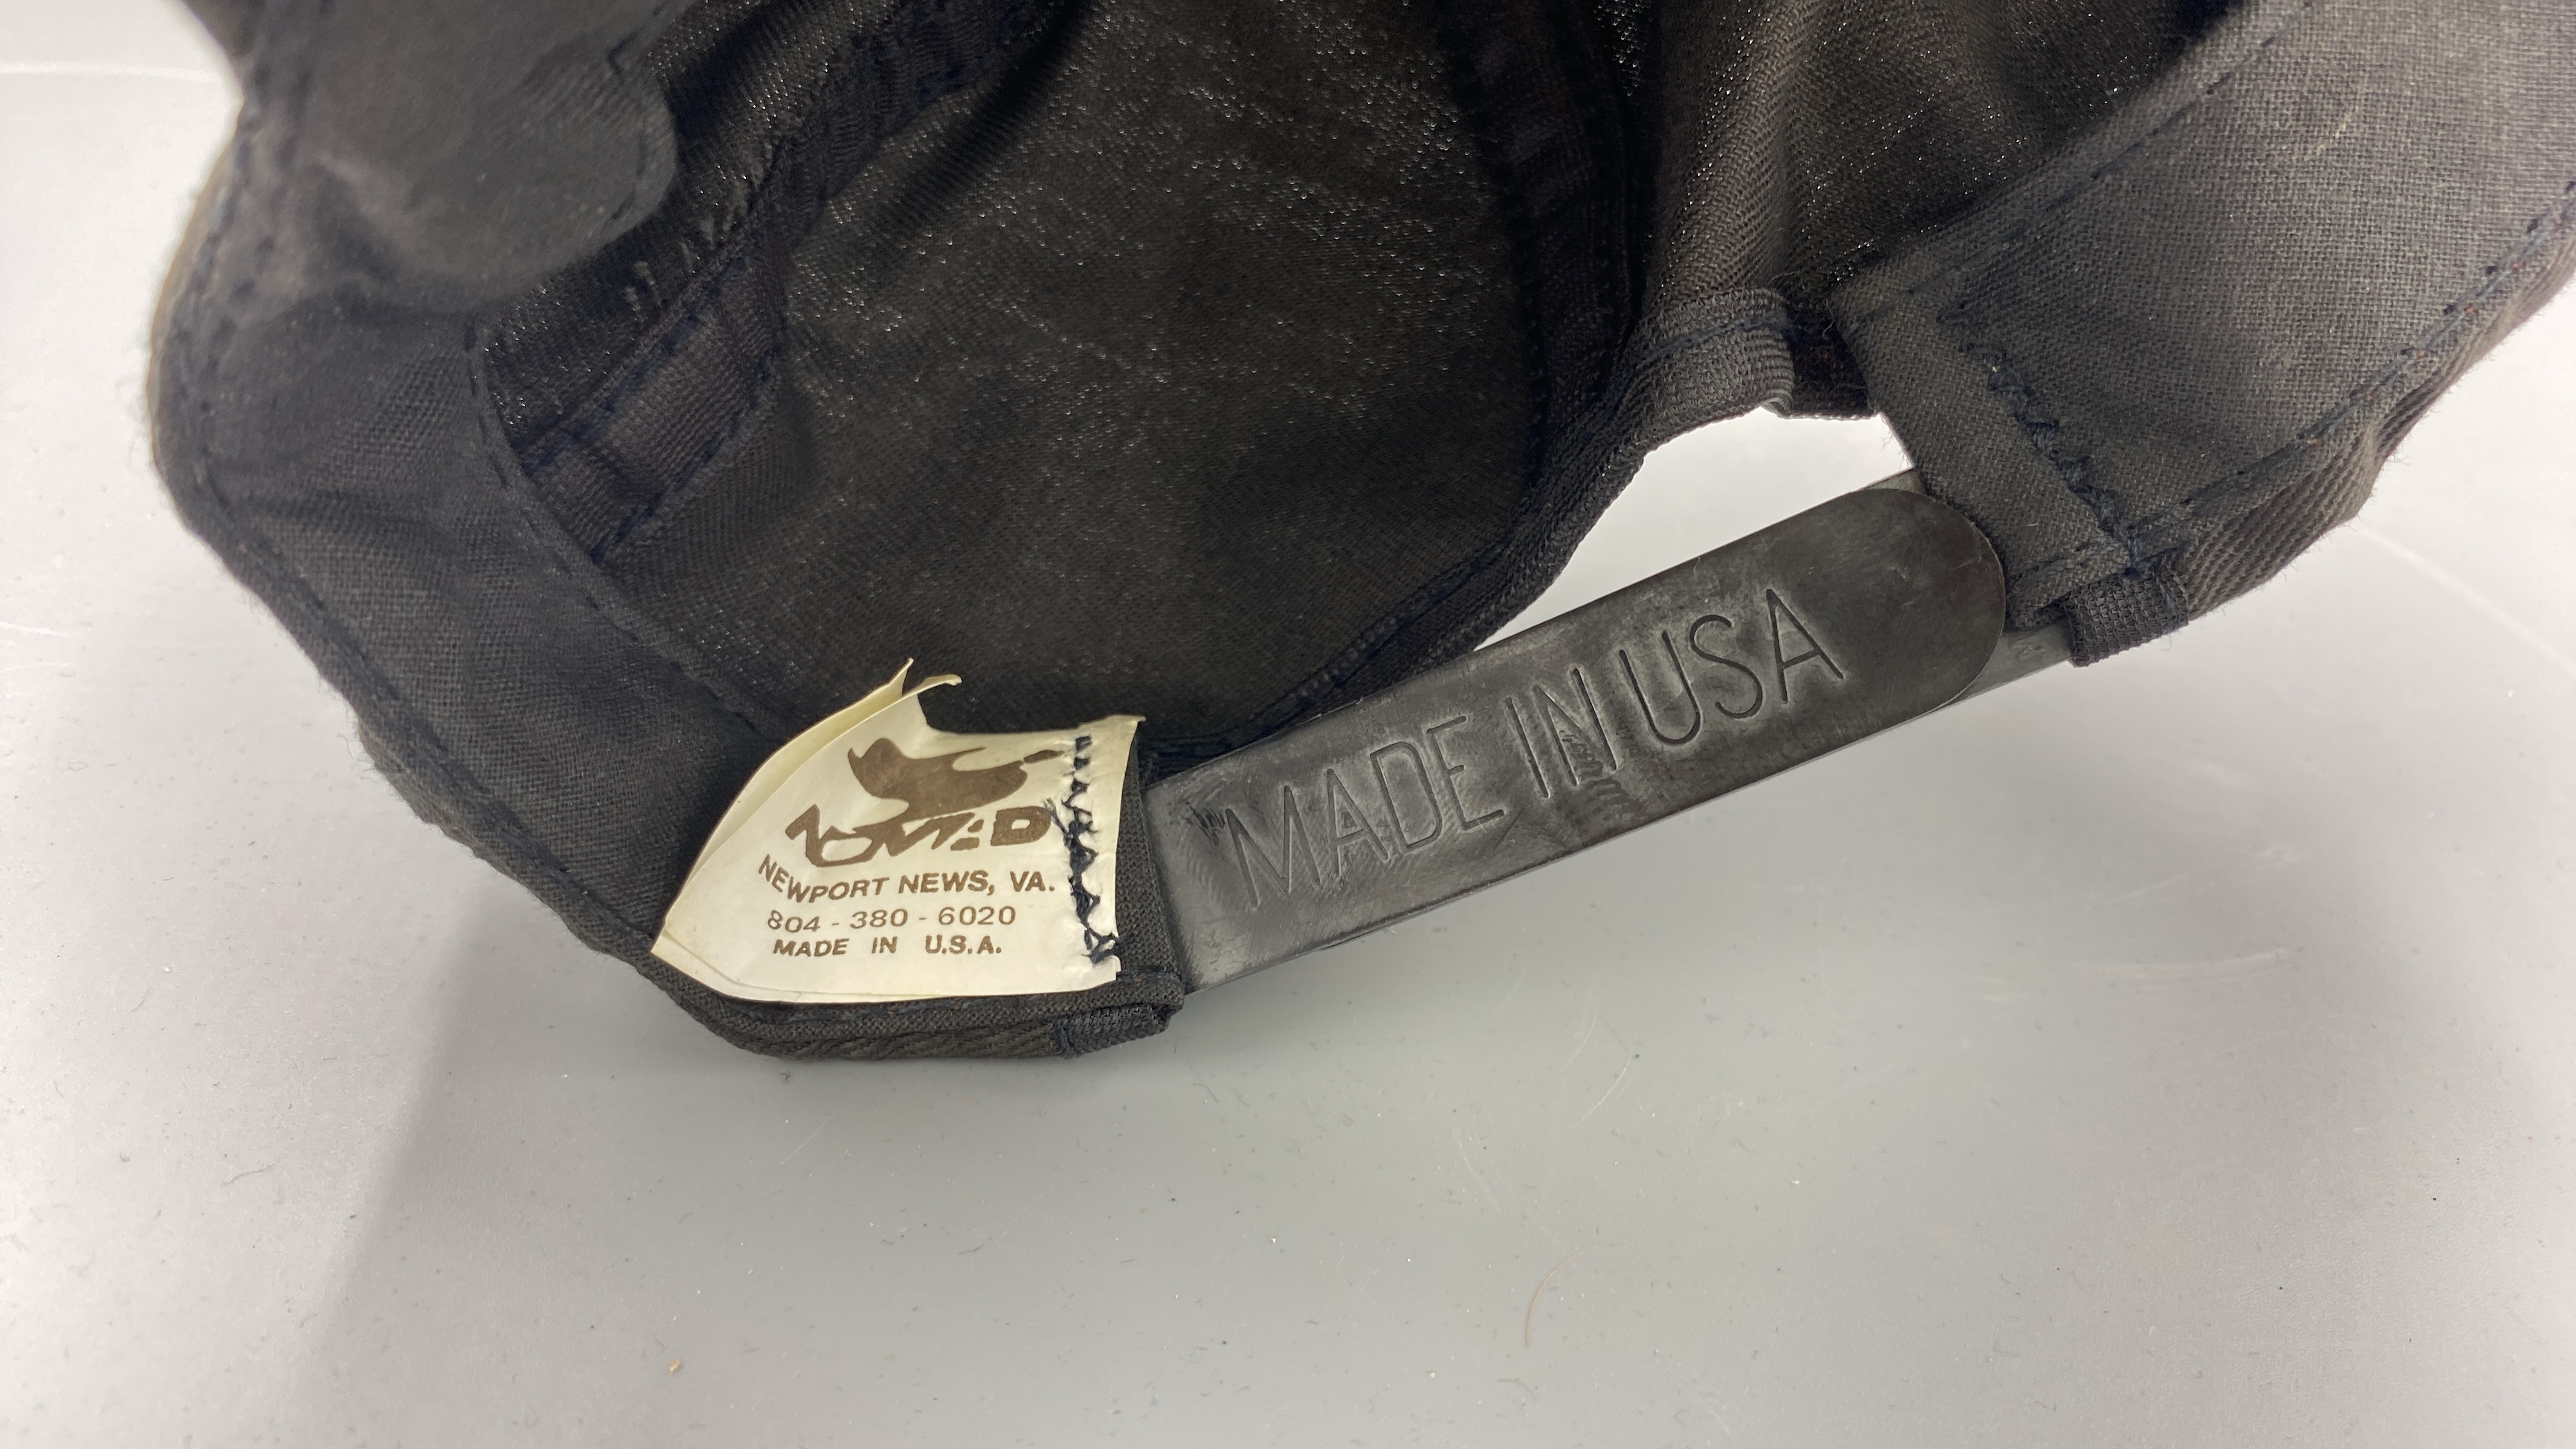 NOMAD
NEWPORT NEWS, VA.
804-380-6020
MADE IN U.S.A.
MADE IN USA